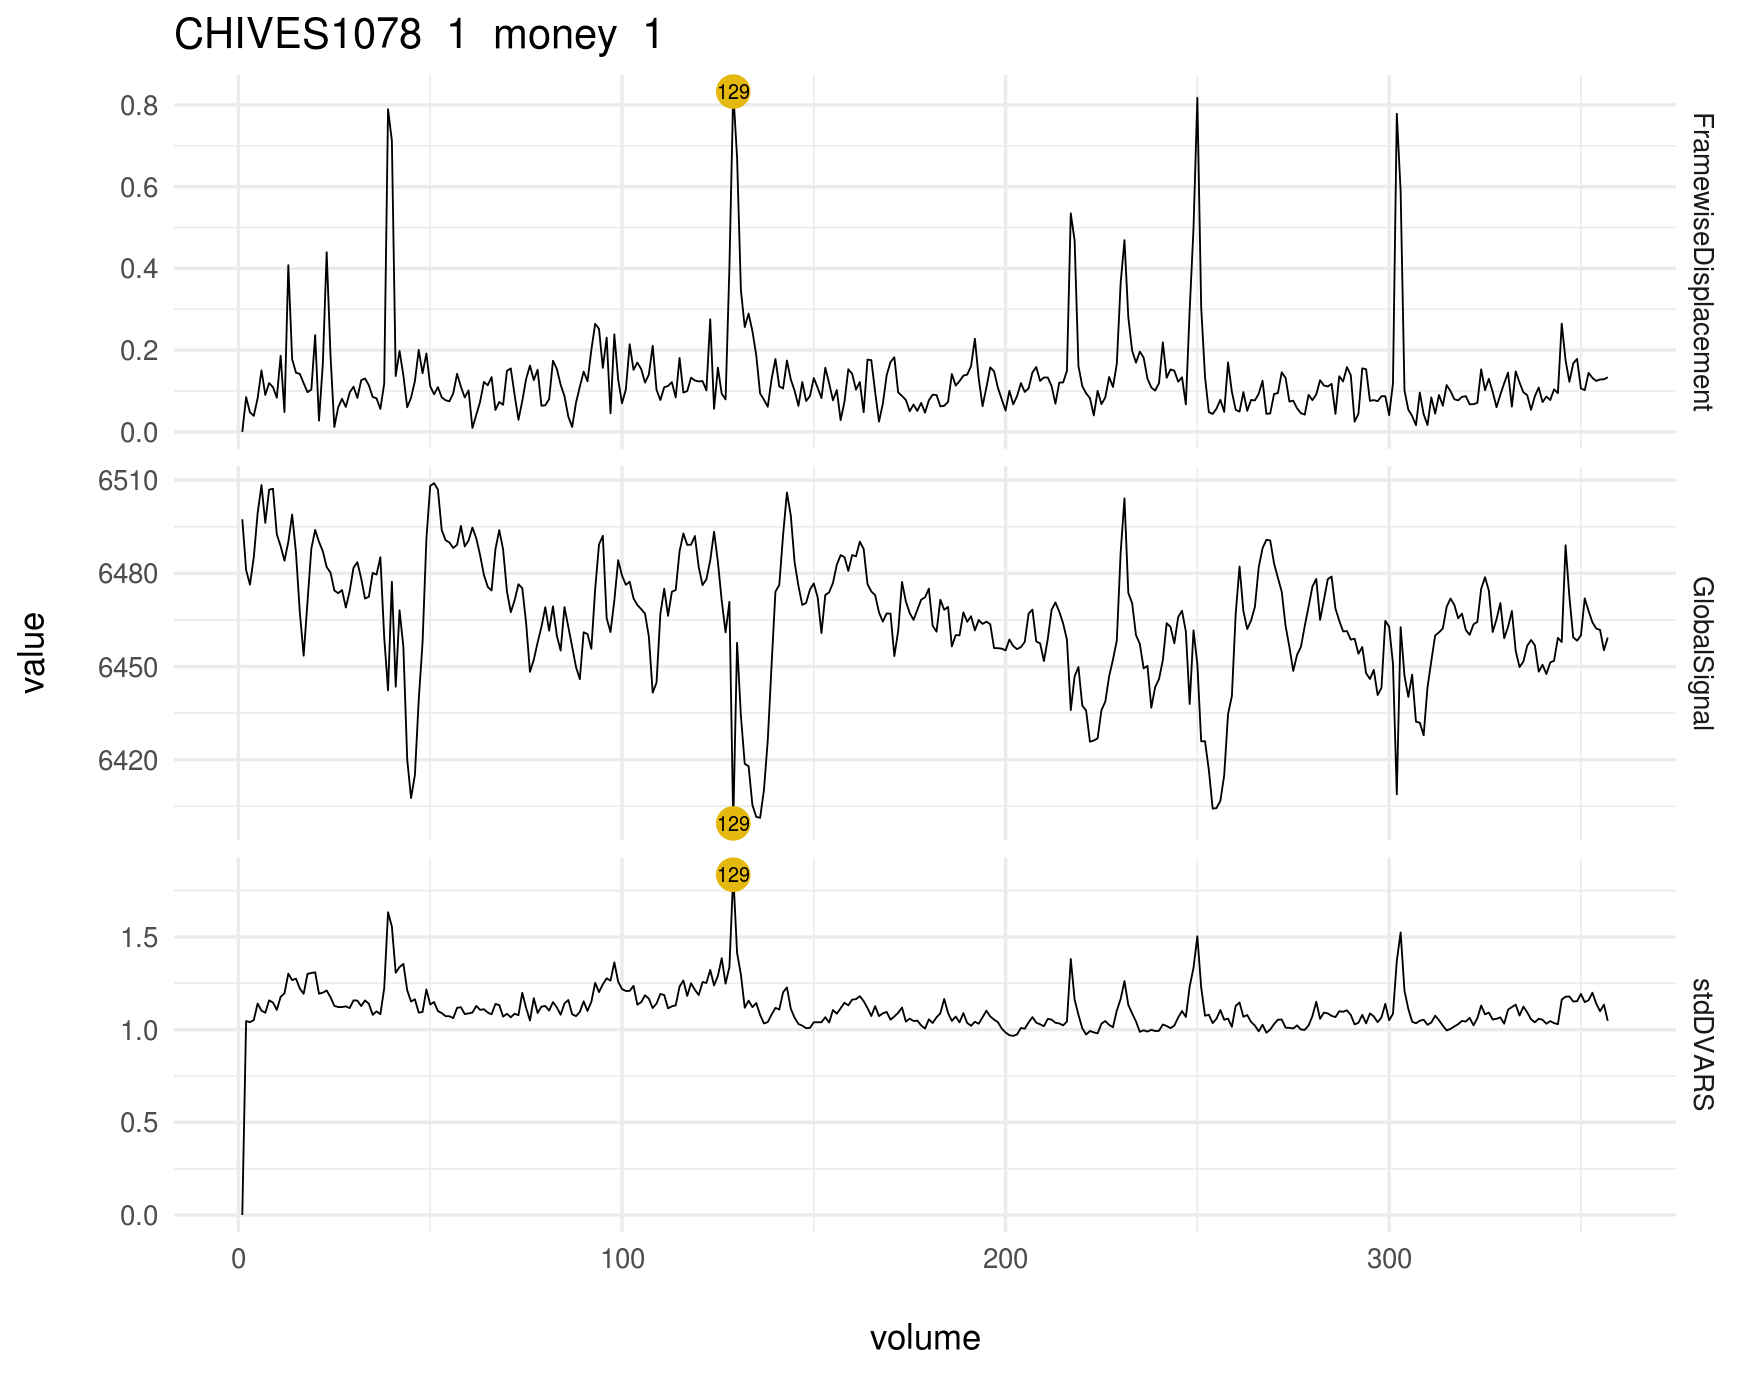 CHIVES1078 1 money 1
129
0.8
0.6
0.4
0.2
0.0
FramewiseDisplacement
6510
6480
6450
6420
129
GlobalSignal
129
1.5
1.0
0.5
0.0
stdDVARS
value
0 100 200 300
volume